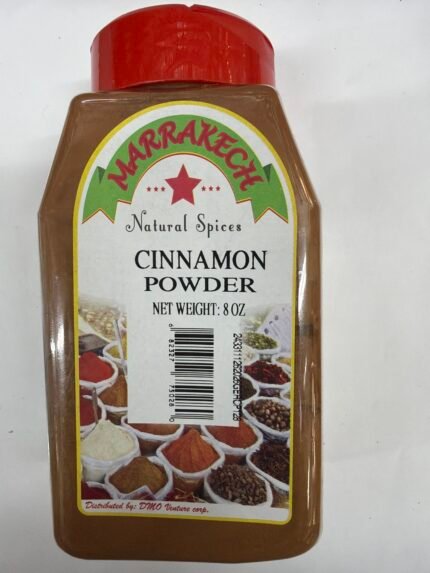 MARRAKECH
Natural Spices
CINNAMON
POWDER
NET WEIGHT: 8 OZ
Distributed by: DMO Venture corp.